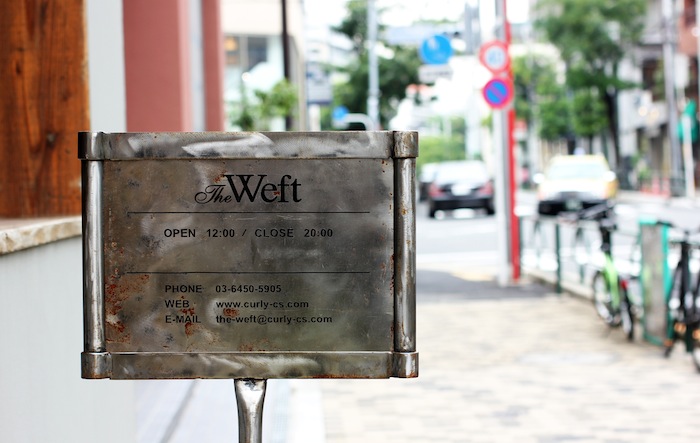 The Weft
OPEN 12:00 / CLOSE 20:00
PHONE 03-6450-5905
WEB www.curly-cs.com
E-MAIL the-weft@curly-cs.com